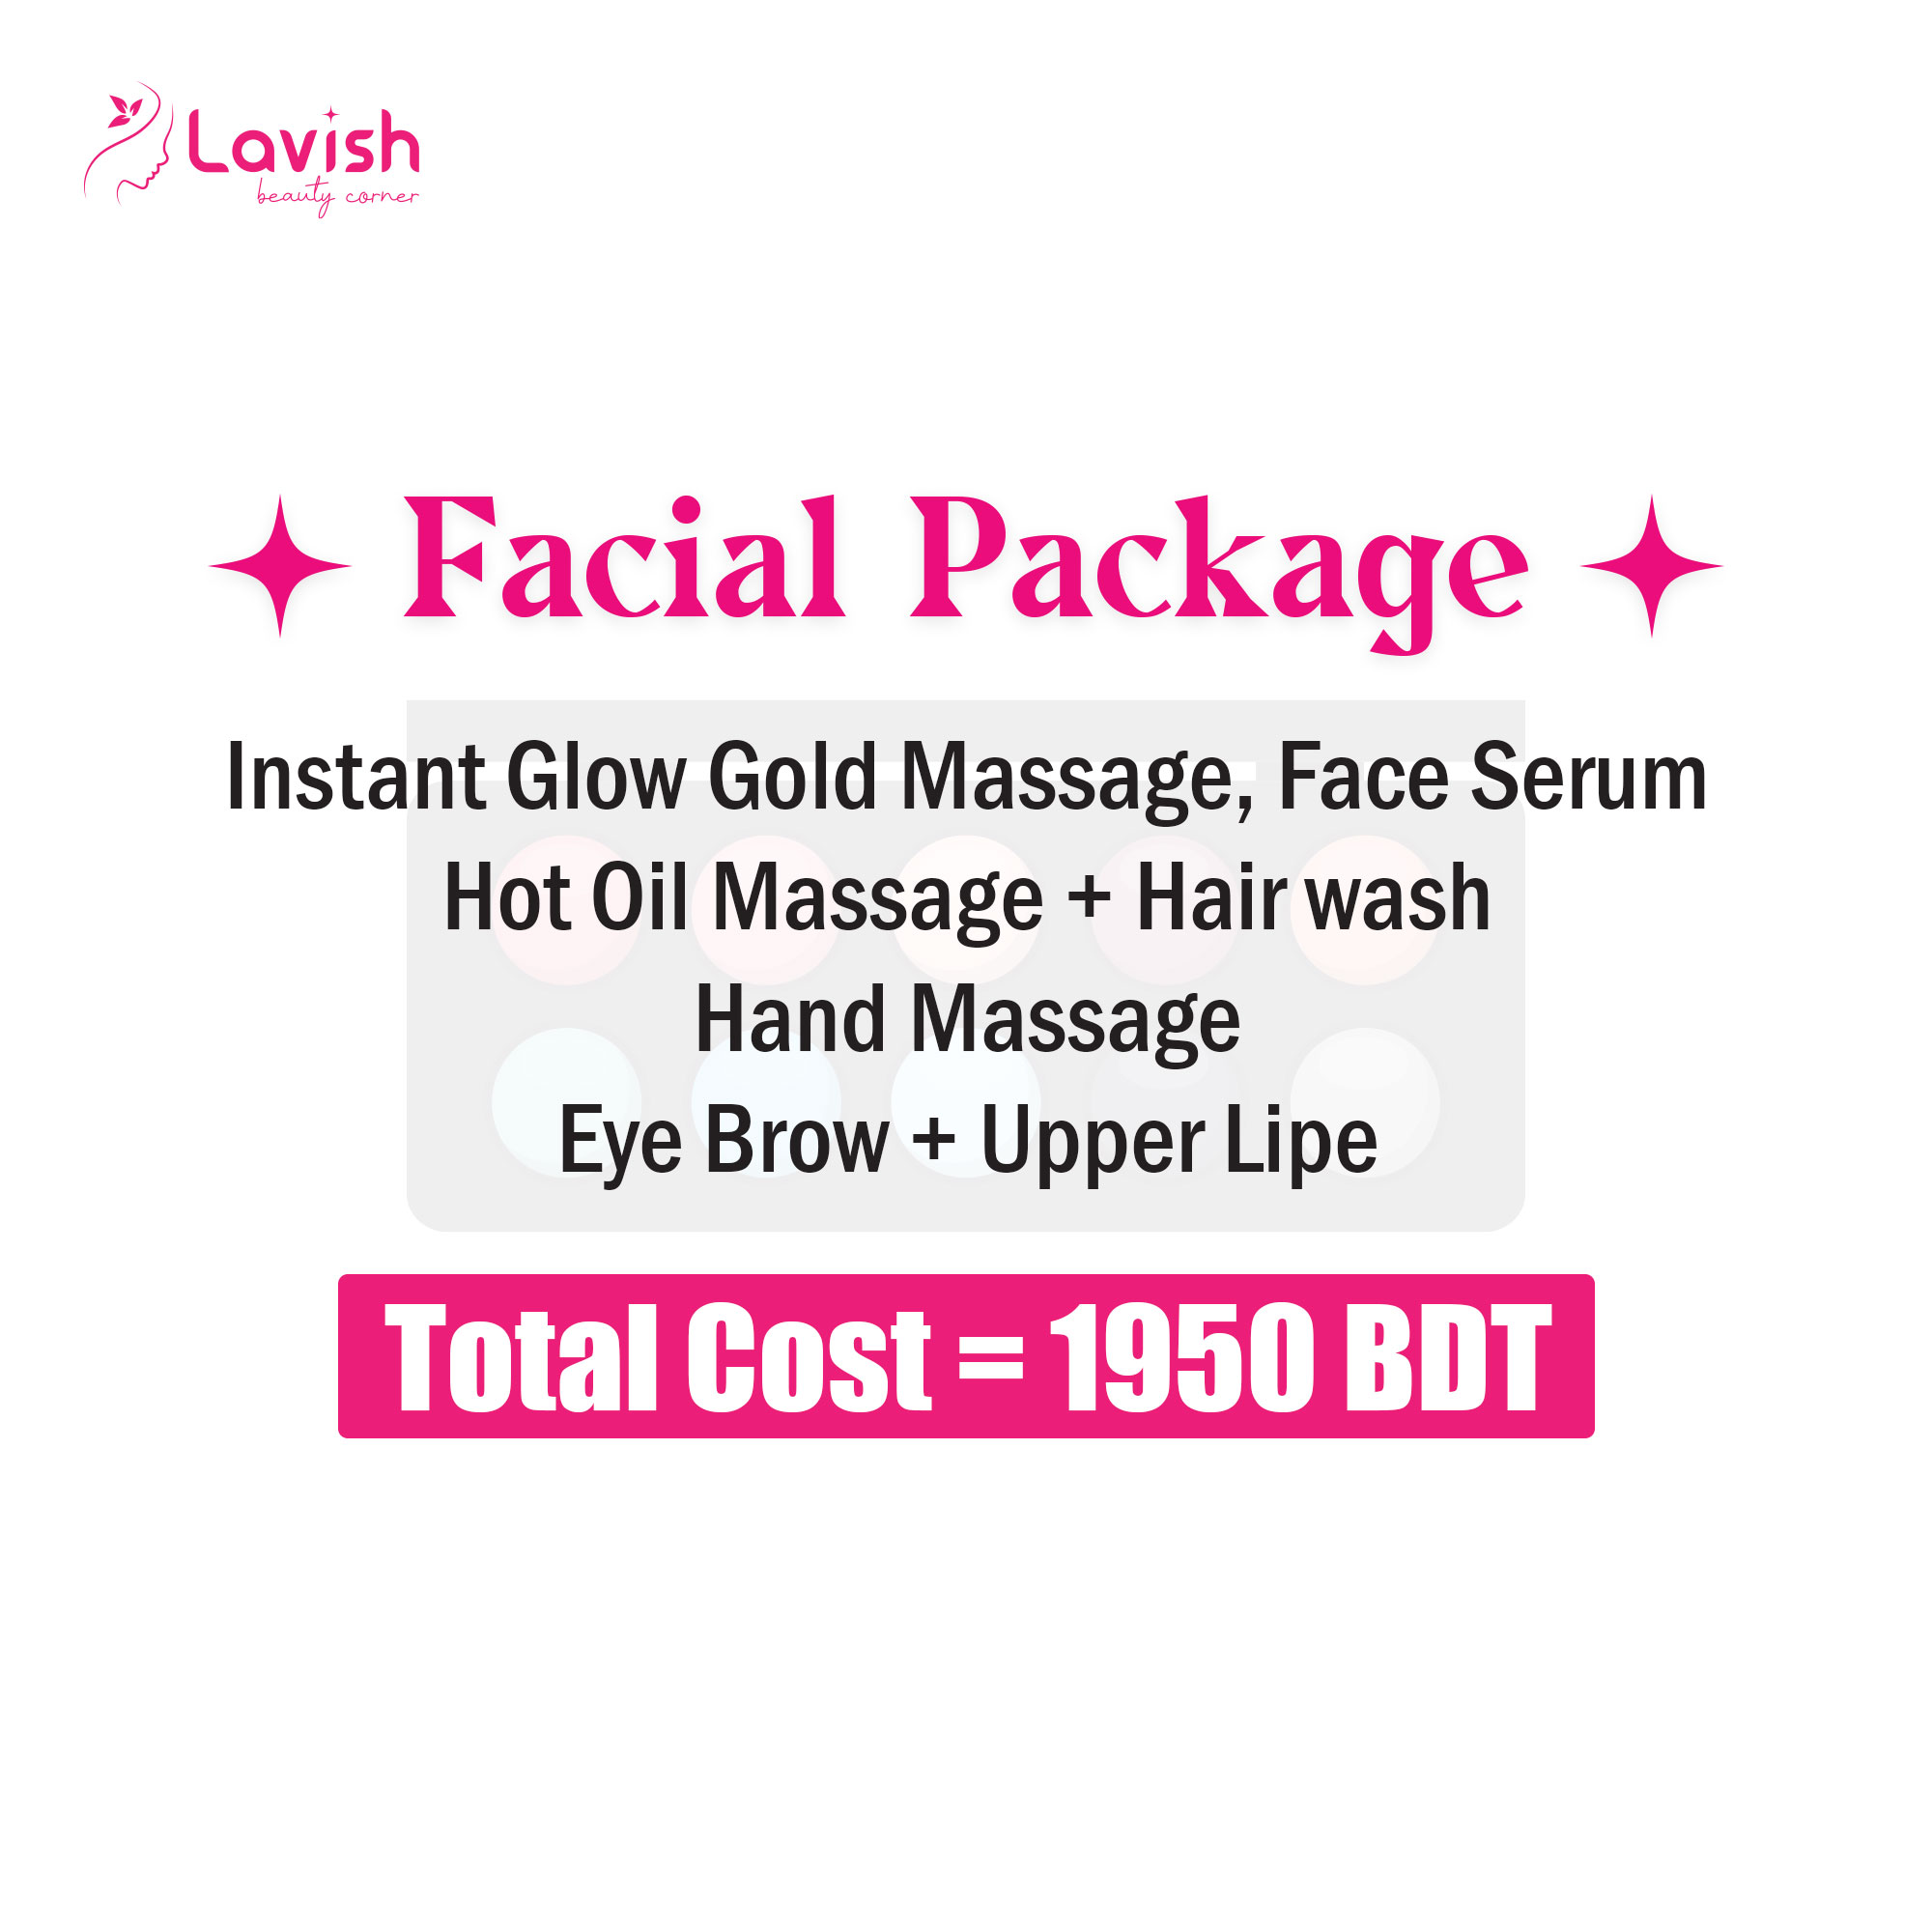 Lavish
beauty corner
Facial Package
Instant Glow Gold Massage, Face Serum
Hot Oil Massage + Hair wash
Hand Massage
Eye Brow + Upper Lipe
Total Cost = 1950 BDT